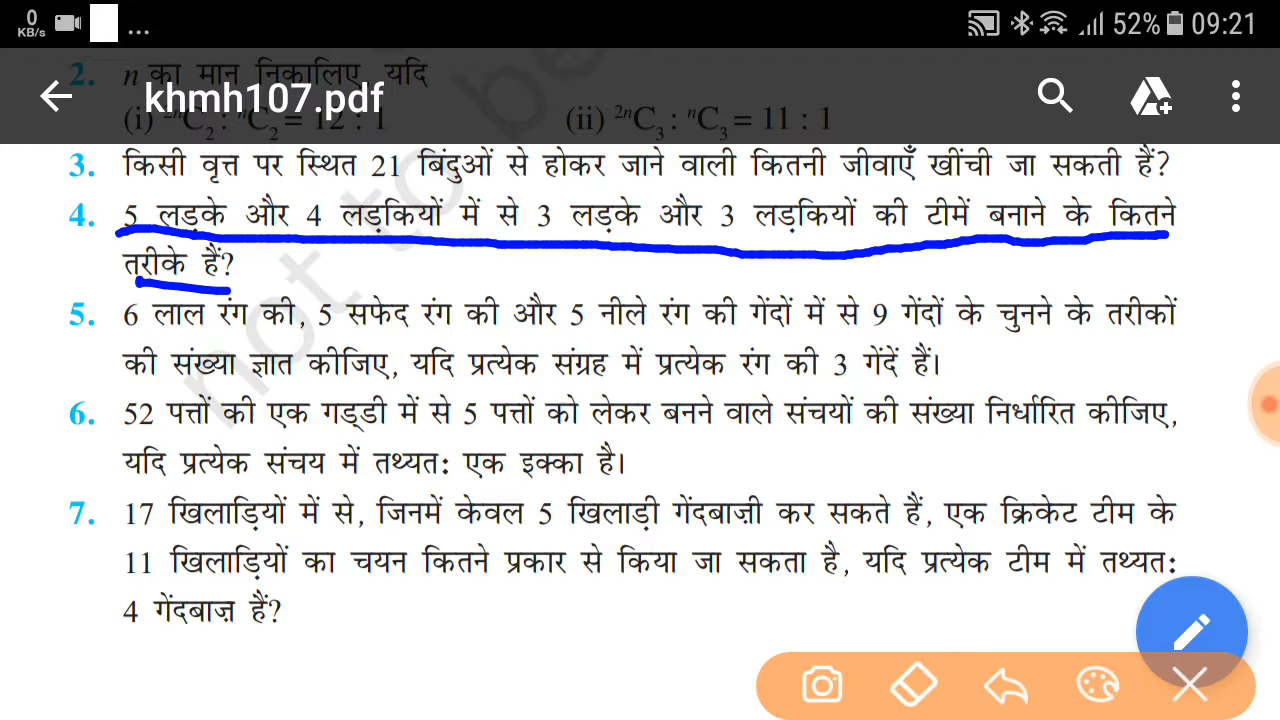 0 KB/s ... 52% 09:21
2. n का मान निकालिए, यदि
khmh107.pdf
(i) ²ⁿC₂ : ⁿC₂ = 12 : 1 (ii) ²ⁿC₃ : ⁿC₃ = 11 : 1
3. किसी वृत्त पर स्थित 21 बिंदुओं से होकर जाने वाली कितनी जीवाएँ खींची जा सकती हैं?
4. 5 लड़के और 4 लड़कियों में से 3 लड़के और 3 लड़कियों की टीमें बनाने के कितने
तरीके हैं?
5. 6 लाल रंग की, 5 सफेद रंग की और 5 नीले रंग की गेंदों में से 9 गेंदों के चुनने के तरीकों
की संख्या ज्ञात कीजिए, यदि प्रत्येक संग्रह में प्रत्येक रंग की 3 गेंदें हैं।
6. 52 पत्तों की एक गड्डी में से 5 पत्तों को लेकर बनने वाले संचयों की संख्या निर्धारित कीजिए,
यदि प्रत्येक संचय में तथ्यत: एक इक्का है।
7. 17 खिलाड़ियों में से, जिनमें केवल 5 खिलाड़ी गेंदबाज़ी कर सकते हैं, एक क्रिकेट टीम के
11 खिलाड़ियों का चयन कितने प्रकार से किया जा सकता है, यदि प्रत्येक टीम में तथ्यत:
4 गेंदबाज़ हैं?
not to be